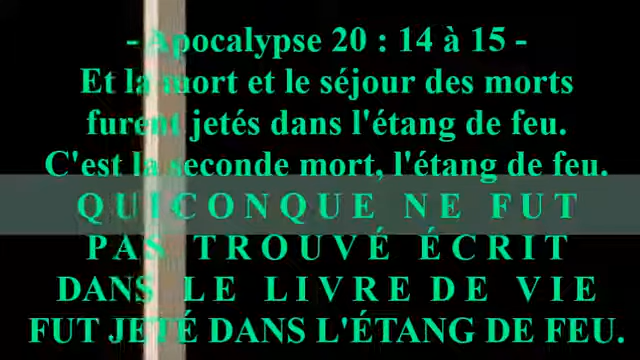 - Apocalypse 20 : 14 à 15 -
Et la mort et le séjour des morts
furent jetés dans l'étang de feu.
C'est la seconde mort, l'étang de feu.
QUICONQUE NE FUT
PAS TROUVÉ ÉCRIT
DANS LE LIVRE DE VIE
FUT JETÉ DANS L'ÉTANG DE FEU.